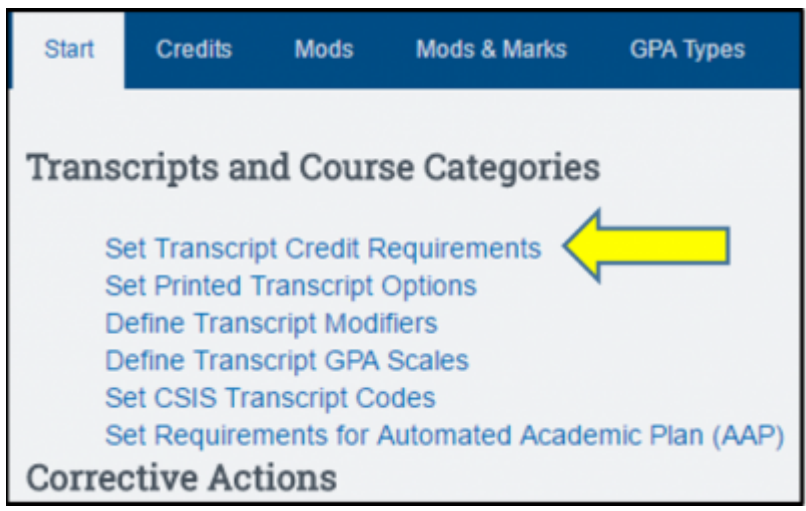 Start Credits Mods Mods & Marks GPA Types
Transcripts and Course Categories
Set Transcript Credit Requirements
Set Printed Transcript Options
Define Transcript Modifiers
Define Transcript GPA Scales
Set CSIS Transcript Codes
Set Requirements for Automated Academic Plan (AAP)
Corrective Actions